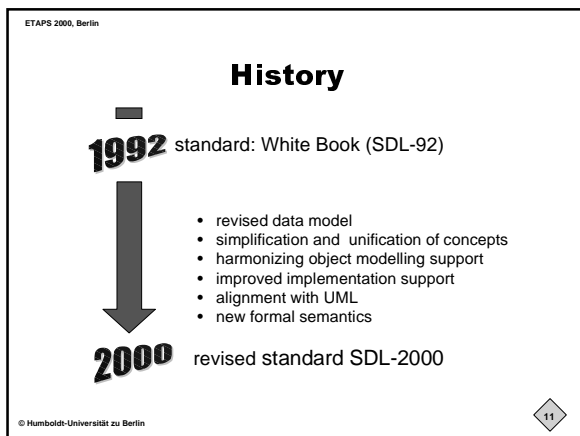 ETAPS 2000, Berlin
History
1992 standard: White Book (SDL-92)
• revised data model
• simplification and unification of concepts
• harmonizing object modelling support
• improved implementation support
• alignment with UML
• new formal semantics
2000 revised standard SDL-2000
© Humboldt-Universität zu Berlin
11